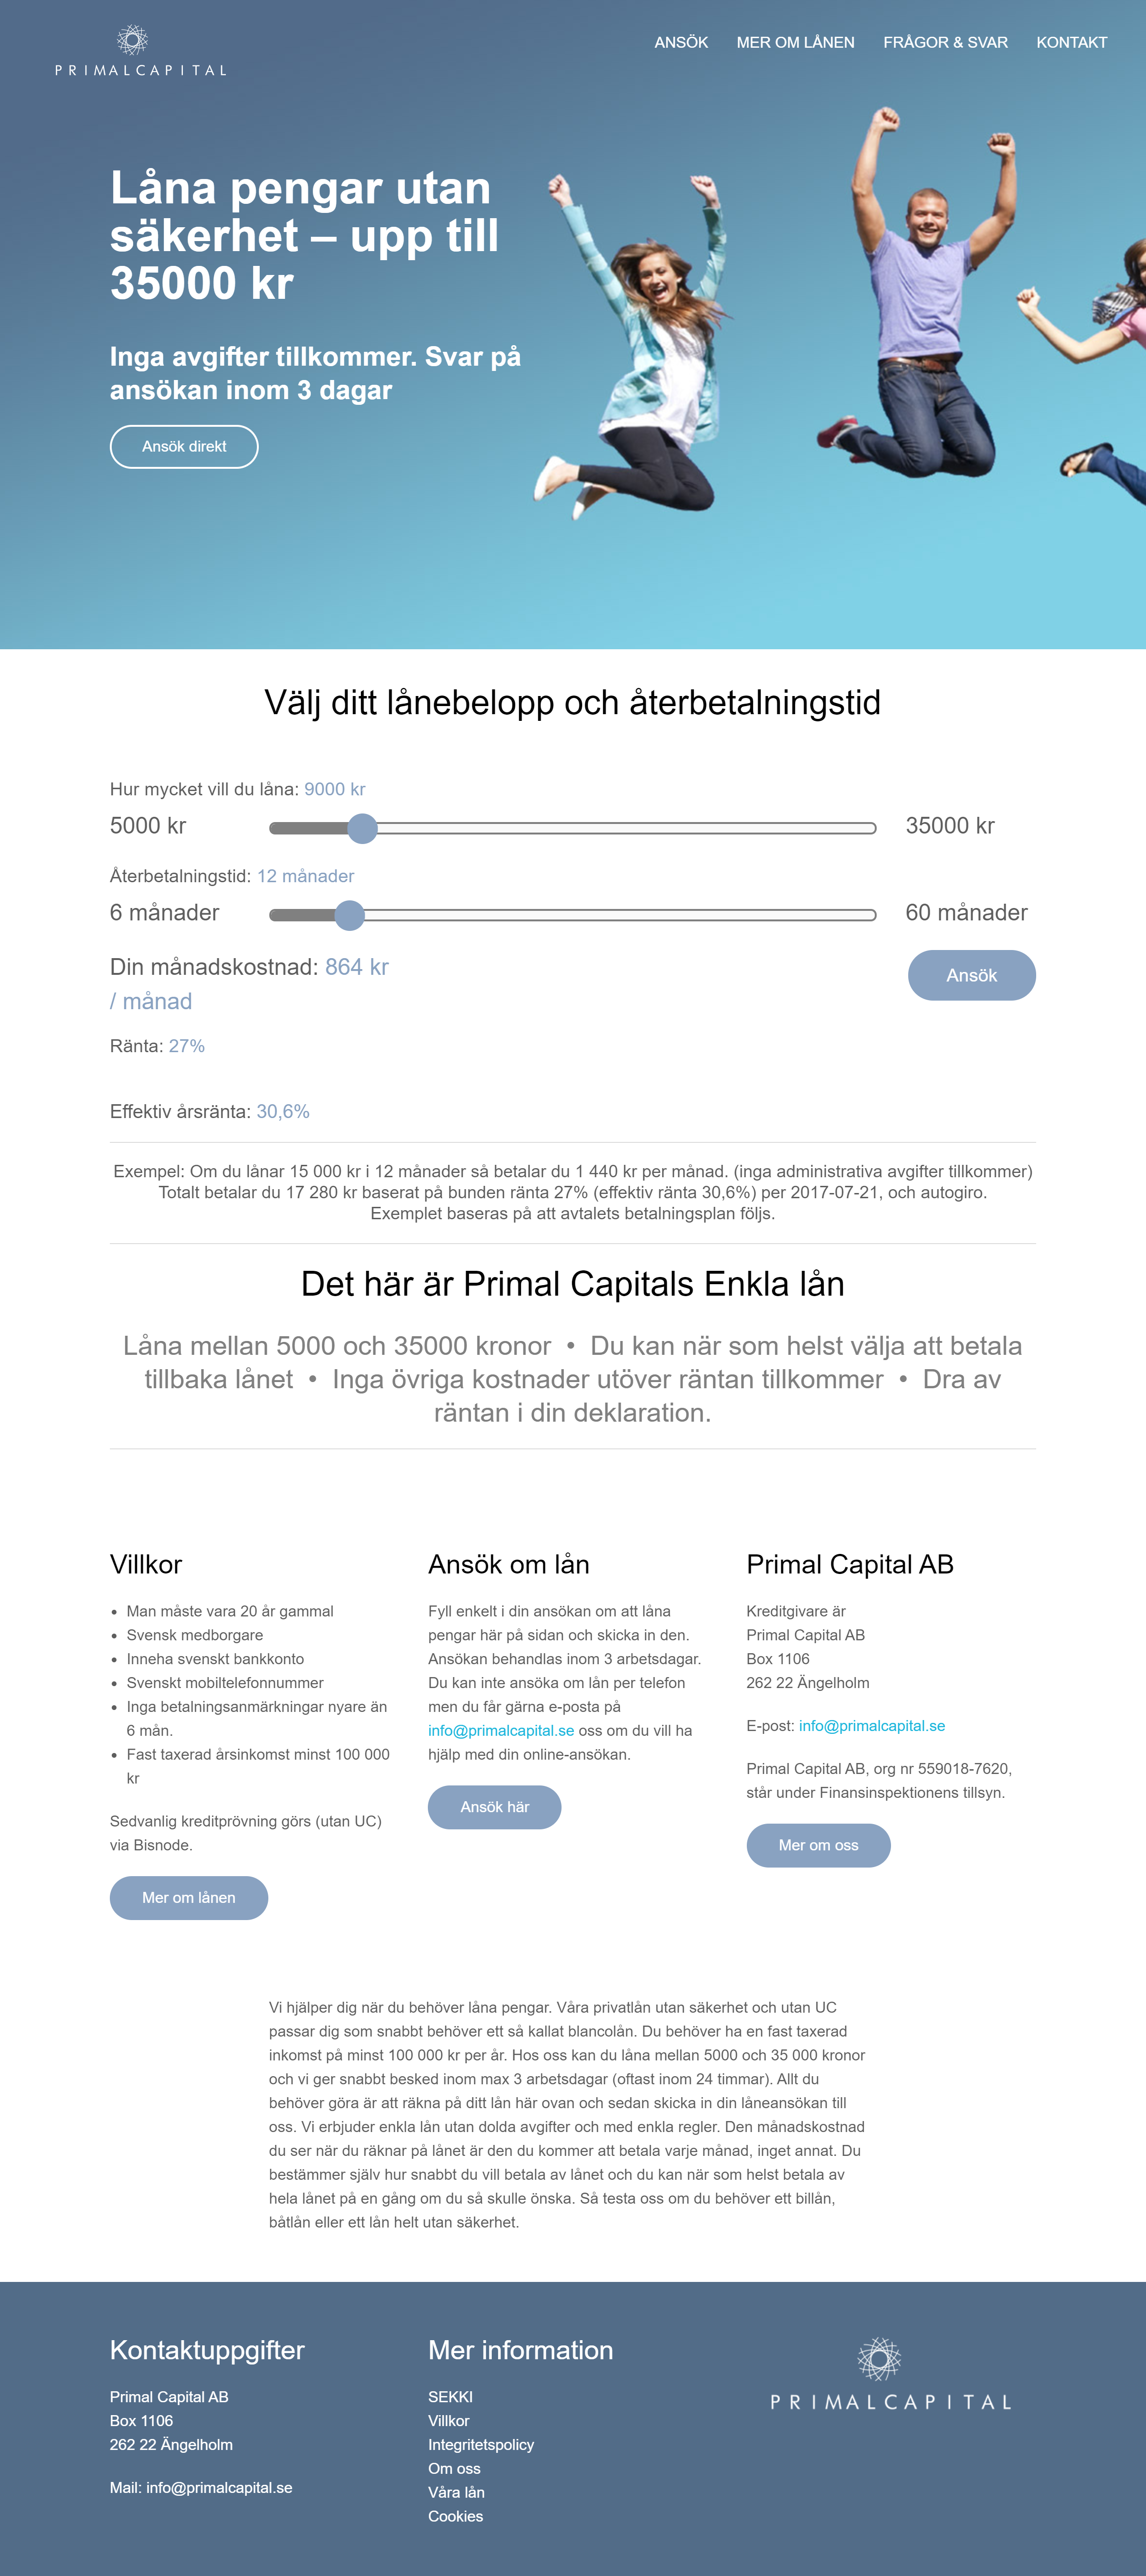 PRIMALCAPITAL
ANSÖK
MER OM LÅNEN
FRÅGOR & SVAR
KONTAKT
Låna pengar utan
säkerhet – upp till
35000 kr
Inga avgifter tillkommer. Svar på
ansökan inom 3 dagar
Ansök direkt
Välj ditt lånebelopp och återbetalningstid
Hur mycket vill du låna: 9000 kr
5000 kr
35000 kr
Återbetalningstid: 12 månader
6 månader
60 månader
Din månadskostnad: 864 kr
/ månad
Ansök
Ränta: 27%
Effektiv årsränta: 30,6%
Exempel: Om du lånar 15 000 kr i 12 månader så betalar du 1 440 kr per månad. (inga administrativa avgifter tillkommer)
Totalt betalar du 17 280 kr baserat på bunden ränta 27% (effektiv ränta 30,6%) per 2017-07-21, och autogiro.
Exemplet baseras på att avtalets betalningsplan följs.
Det här är Primal Capitals Enkla lån
Låna mellan 5000 och 35000 kronor • Du kan när som helst välja att betala
tillbaka lånet • Inga övriga kostnader utöver räntan tillkommer • Dra av
räntan i din deklaration.
Villkor
• Man måste vara 20 år gammal
• Svensk medborgare
• Inneha svenskt bankkonto
• Svenskt mobiltelefonnummer
• Inga betalningsanmärkningar nyare än
6 mån.
• Fast taxerad årsinkomst minst 100 000
kr
Sedvanlig kreditprövning görs (utan UC)
via Bisnode.
Mer om lånen
Ansök om lån
Fyll enkelt i din ansökan om att låna
pengar här på sidan och skicka in den.
Ansökan behandlas inom 3 arbetsdagar.
Du kan inte ansöka om lån per telefon
men du får gärna e-posta på
info@primalcapital.se oss om du vill ha
hjälp med din online-ansökan.
Ansök här
Primal Capital AB
Kreditgivare är
Primal Capital AB
Box 1106
262 22 Ängelholm
E-post: info@primalcapital.se
Primal Capital AB, org nr 559018-7620,
står under Finansinspektionens tillsyn.
Mer om oss
Vi hjälper dig när du behöver låna pengar. Våra privatlån utan säkerhet och utan UC
passar dig som snabbt behöver ett så kallat blancolån. Du behöver ha en fast taxerad
inkomst på minst 100 000 kr per år. Hos oss kan du låna mellan 5000 och 35 000 kronor
och vi ger snabbt besked inom max 3 arbetsdagar (oftast inom 24 timmar). Allt du
behöver göra är att räkna på ditt lån här ovan och sedan skicka in din låneansökan till
oss. Vi erbjuder enkla lån utan dolda avgifter och med enkla regler. Den månadskostnad
du ser när du räknar på lånet är den du kommer att betala varje månad, inget annat. Du
bestämmer själv hur snabbt du vill betala av lånet och du kan när som helst betala av
hela lånet på en gång om du så skulle önska. Så testa oss om du behöver ett billån,
båtlån eller ett lån helt utan säkerhet.
Kontaktuppgifter
Primal Capital AB
Box 1106
262 22 Ängelholm
Mail: info@primalcapital.se
Mer information
SEKKI
Villkor
Integritetspolicy
Om oss
Våra lån
Cookies
PRIMALCAPITAL